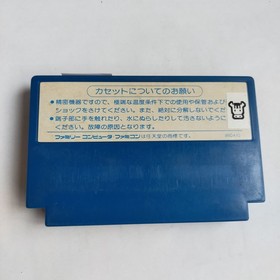 カセットについてのお願い
●精密機器ですので、極端な温度条件下での使用や保管および
ショックをさけてください。また、絶対に分解しないでくだ
●端子部に手を触れたり、水にぬらしたりして汚さないように
ください。故障の原因となります。
ファミリーコンピュータ・ファミコンは任天堂の商標です。